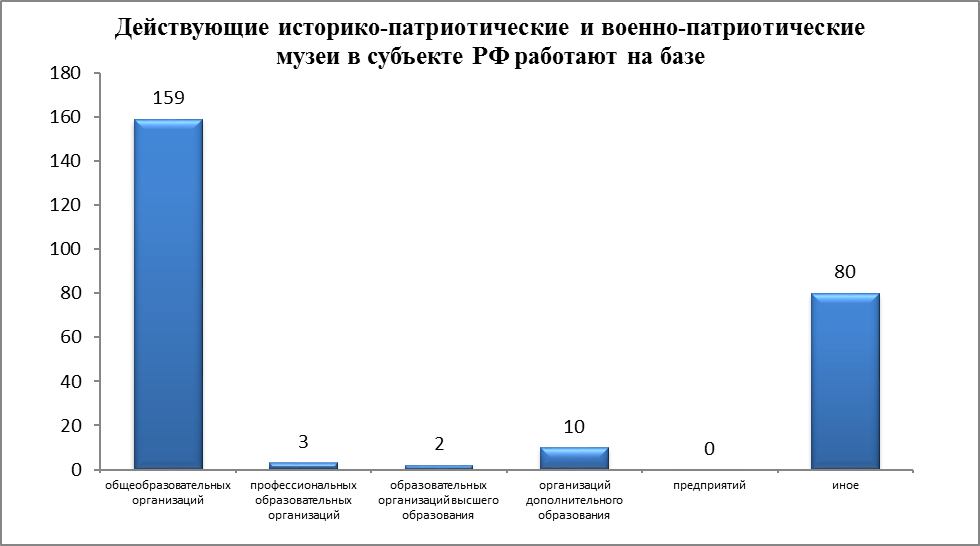 Действующие историко-патриотические и военно-патриотические
музеи в субъекте РФ работают на базе
180
160
140
120
100
80
60
40
20
0
159
3
2
10
0
80
общеобразовательных
организаций
профессиональных
образовательных
организаций
образовательных
организаций высшего
образования
организаций
дополнительного
образования
предприятий
иное